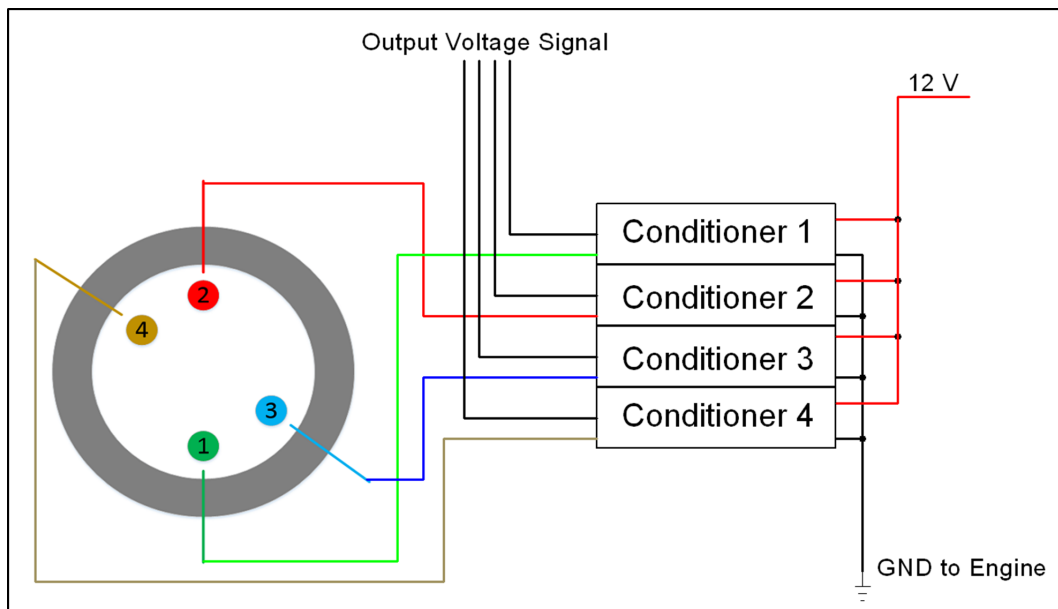 Output Voltage Signal
12 V
Conditioner 1
Conditioner 2
Conditioner 3
Conditioner 4
2
4
3
1
GND to Engine